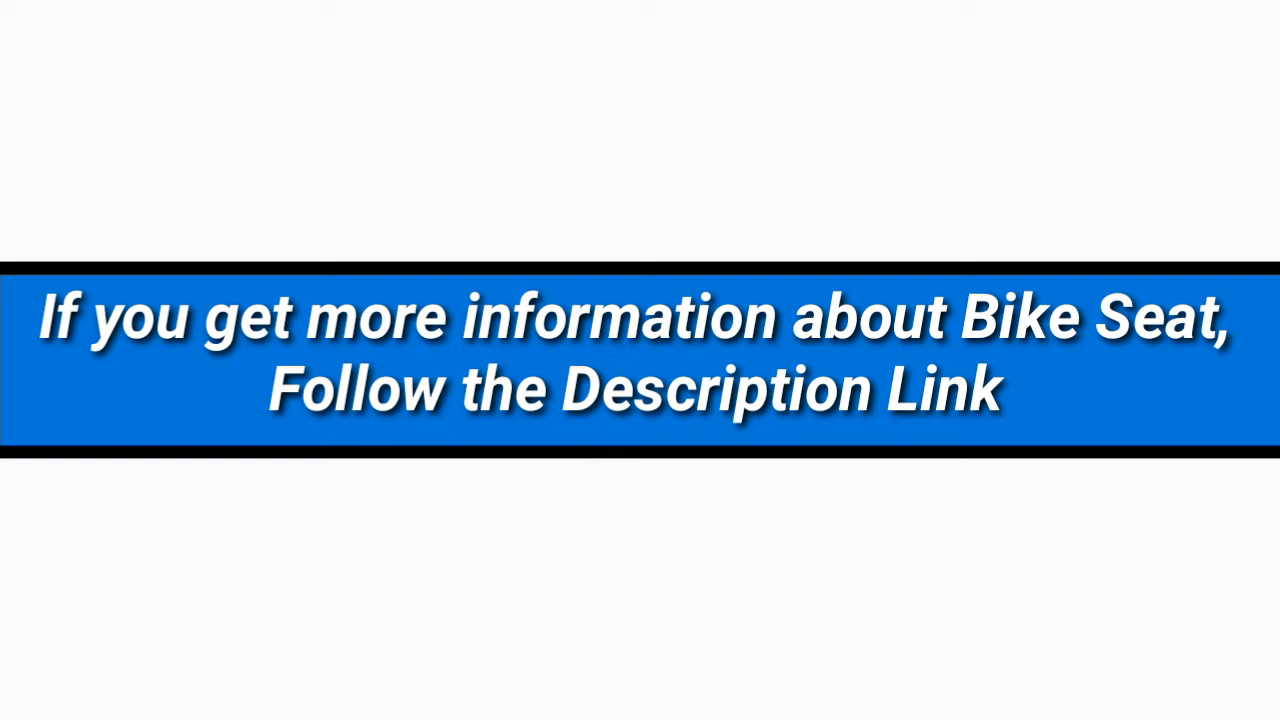 If you get more information about Bike Seat,
Follow the Description Link